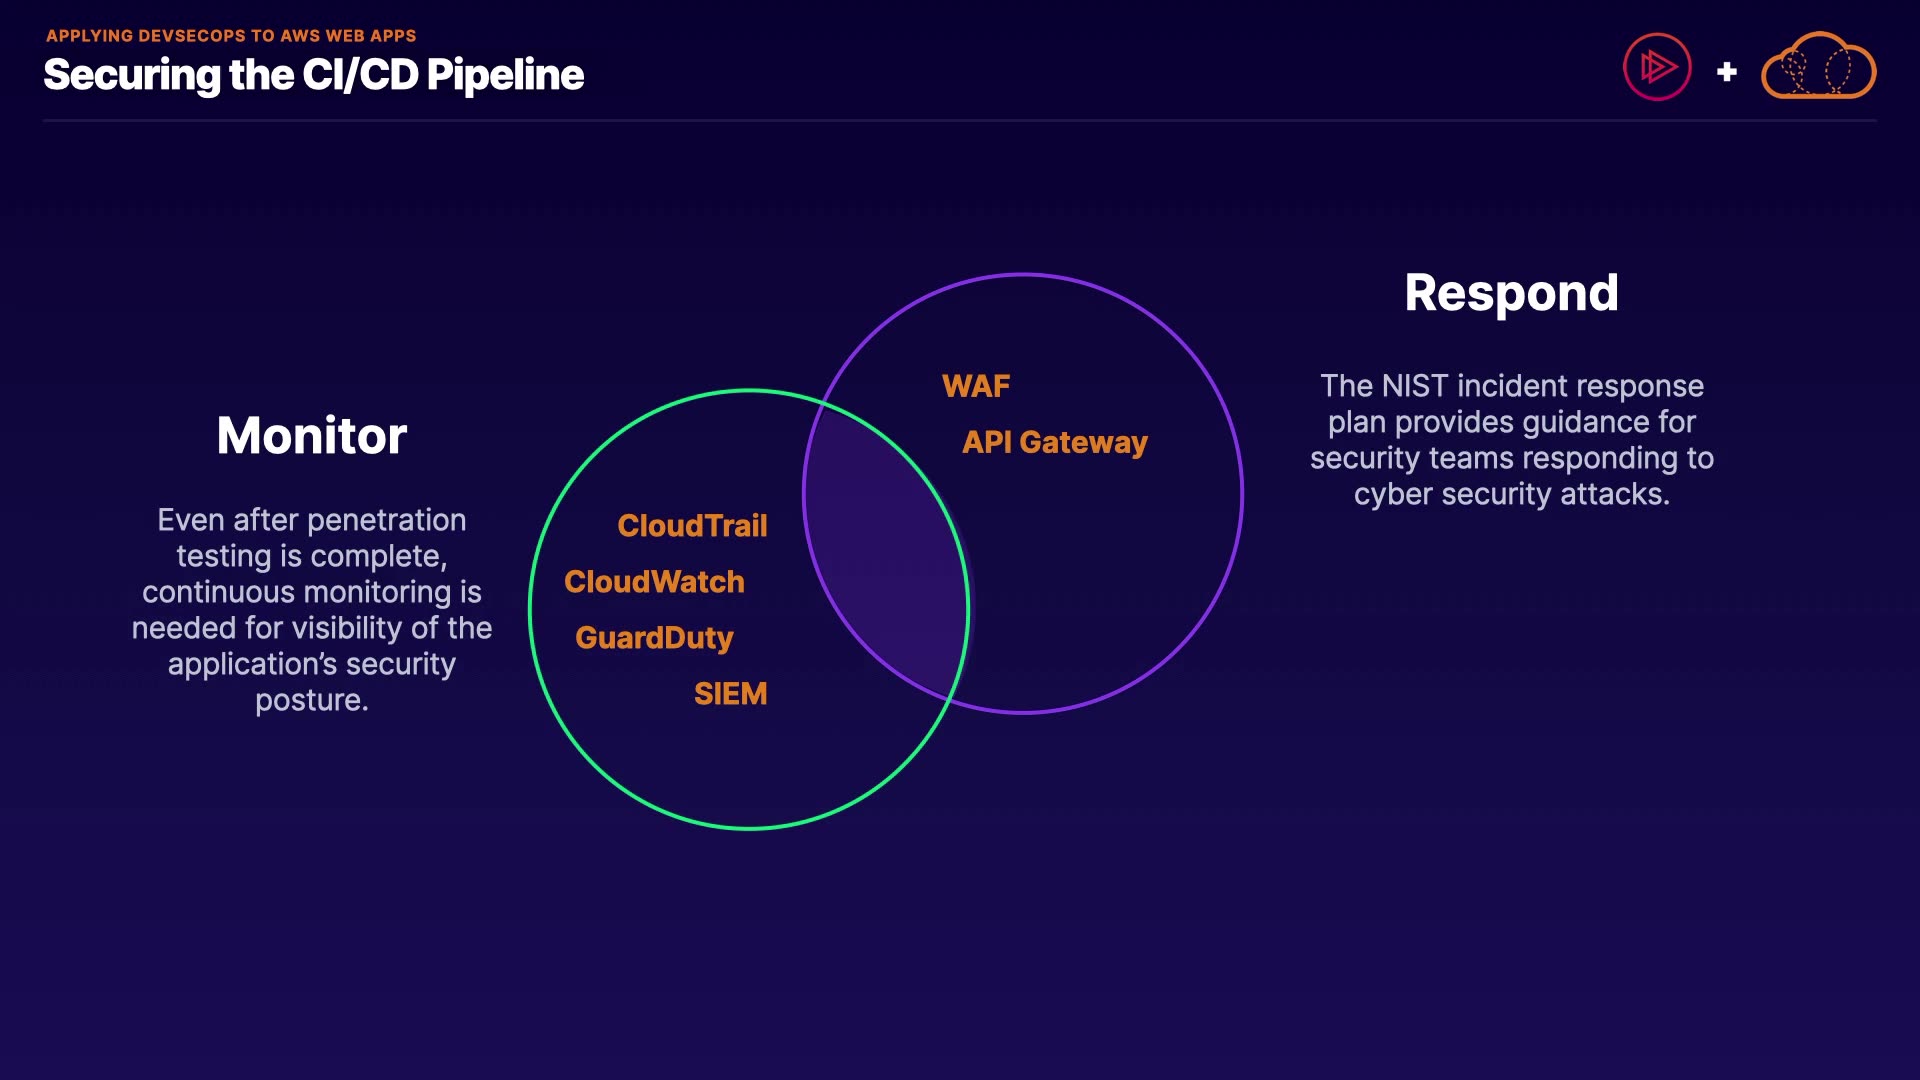 APPLYING DEVSECOPS TO AWS WEB APPS
Securing the CI/CD Pipeline
+
Monitor
Even after penetration
testing is complete,
continuous monitoring is
needed for visibility of the
application’s security
posture.
CloudTrail
CloudWatch
GuardDuty
SIEM
WAF
API Gateway
Respond
The NIST incident response
plan provides guidance for
security teams responding to
cyber security attacks.